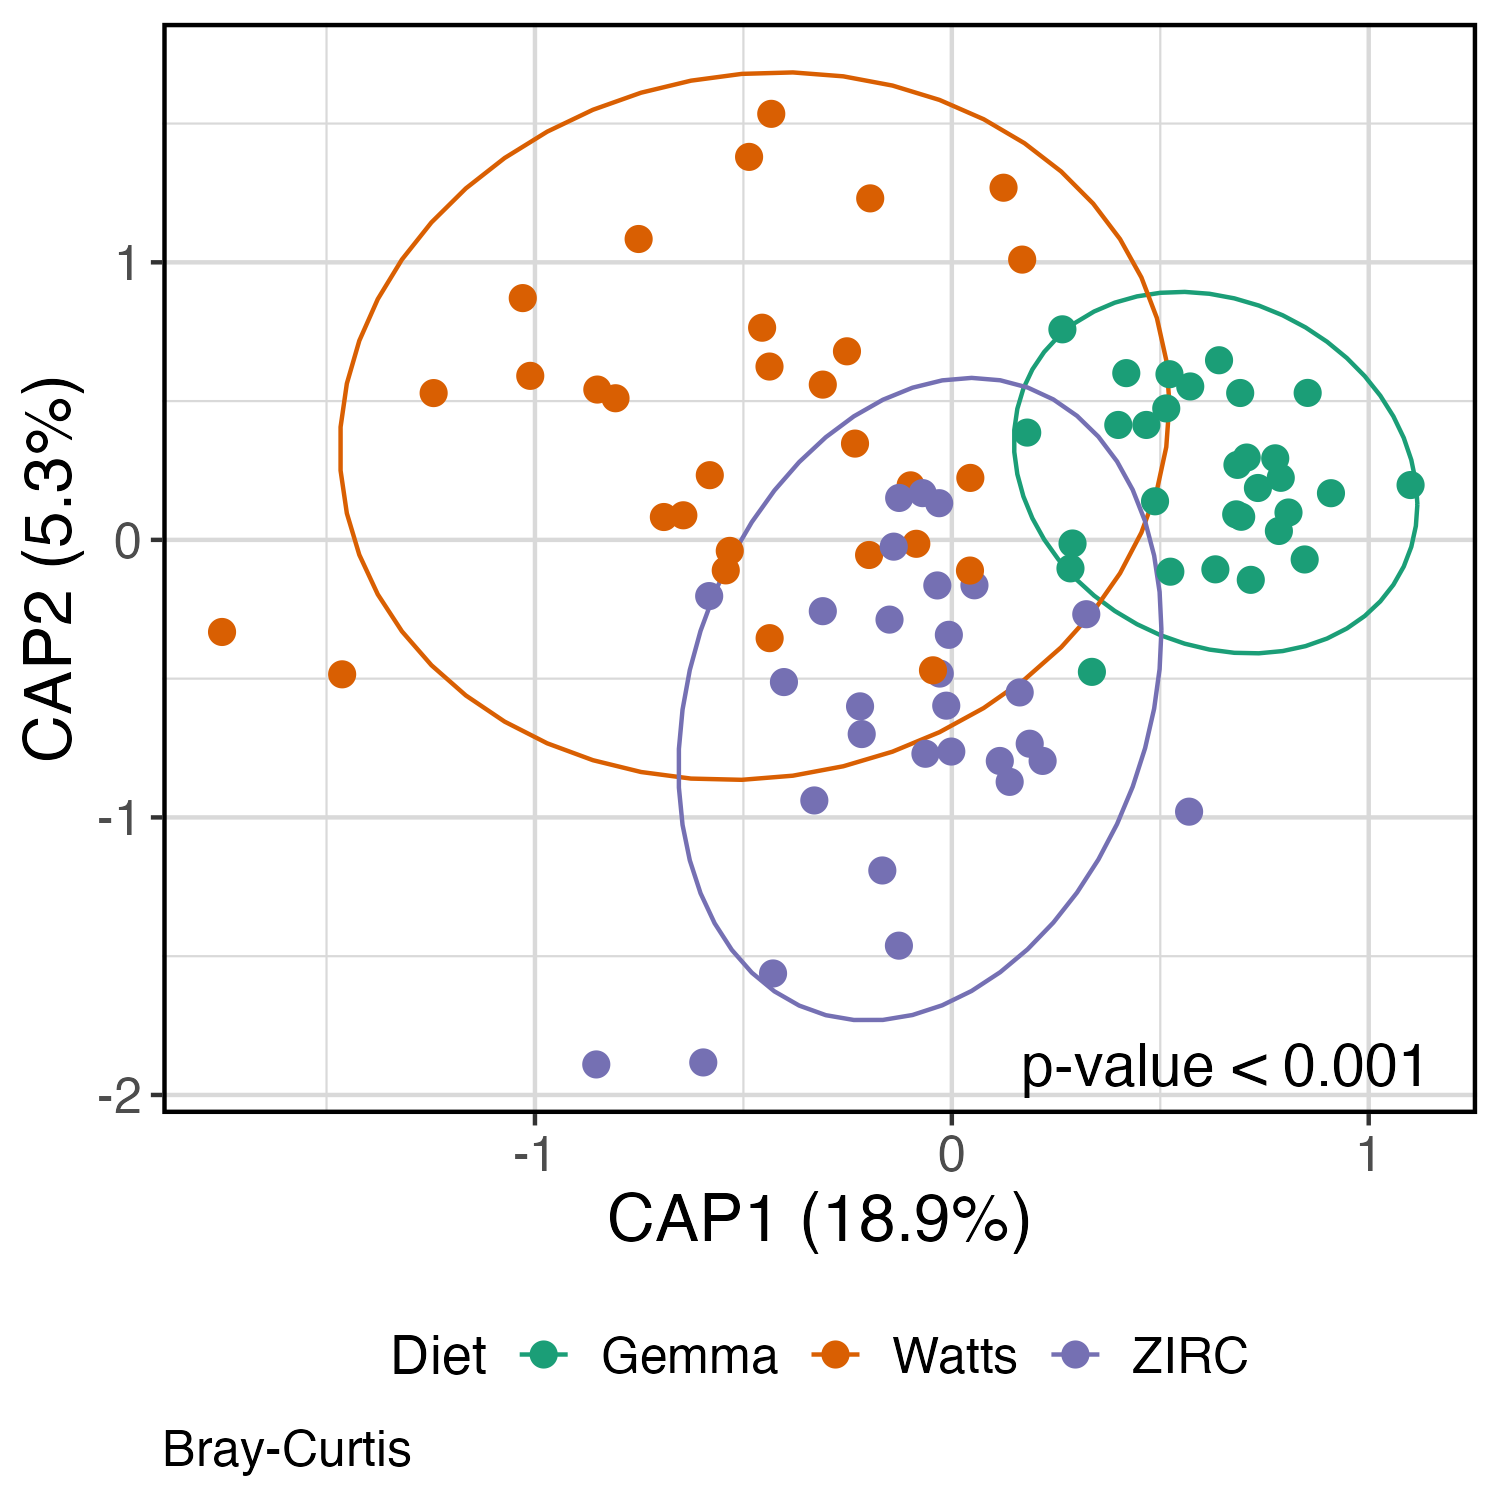 CAP2 (5.3%)
1
0
-1
-2
p-value < 0.001
-1 0 1
CAP1 (18.9%)
Diet Gemma Watts ZIRC
Bray-Curtis